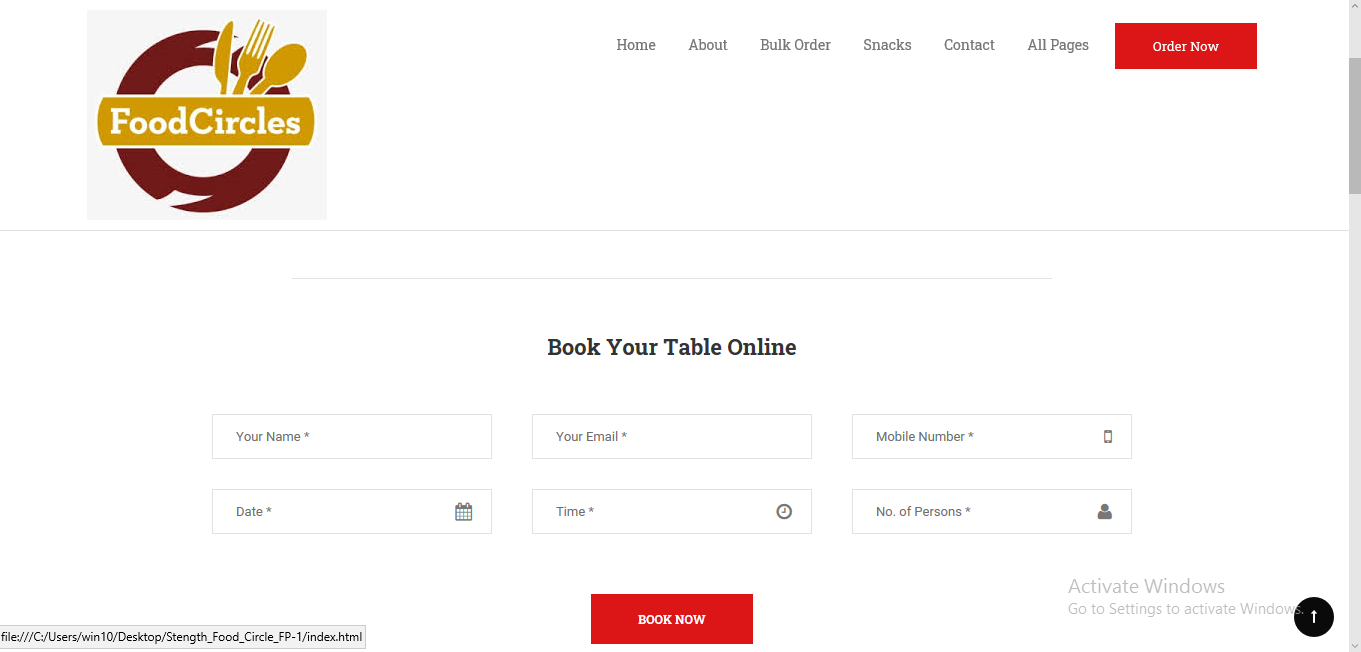 FoodCircles
Home About Bulk Order Snacks Contact All Pages Order Now
Book Your Table Online
Your Name * Your Email * Mobile Number *
Date * Time * No. of Persons *
BOOK NOW
Activate Windows
Go to Settings to activate Windows.
file:///C:/Users/win10/Desktop/Stength_Food_Circle_FP-1/index.html